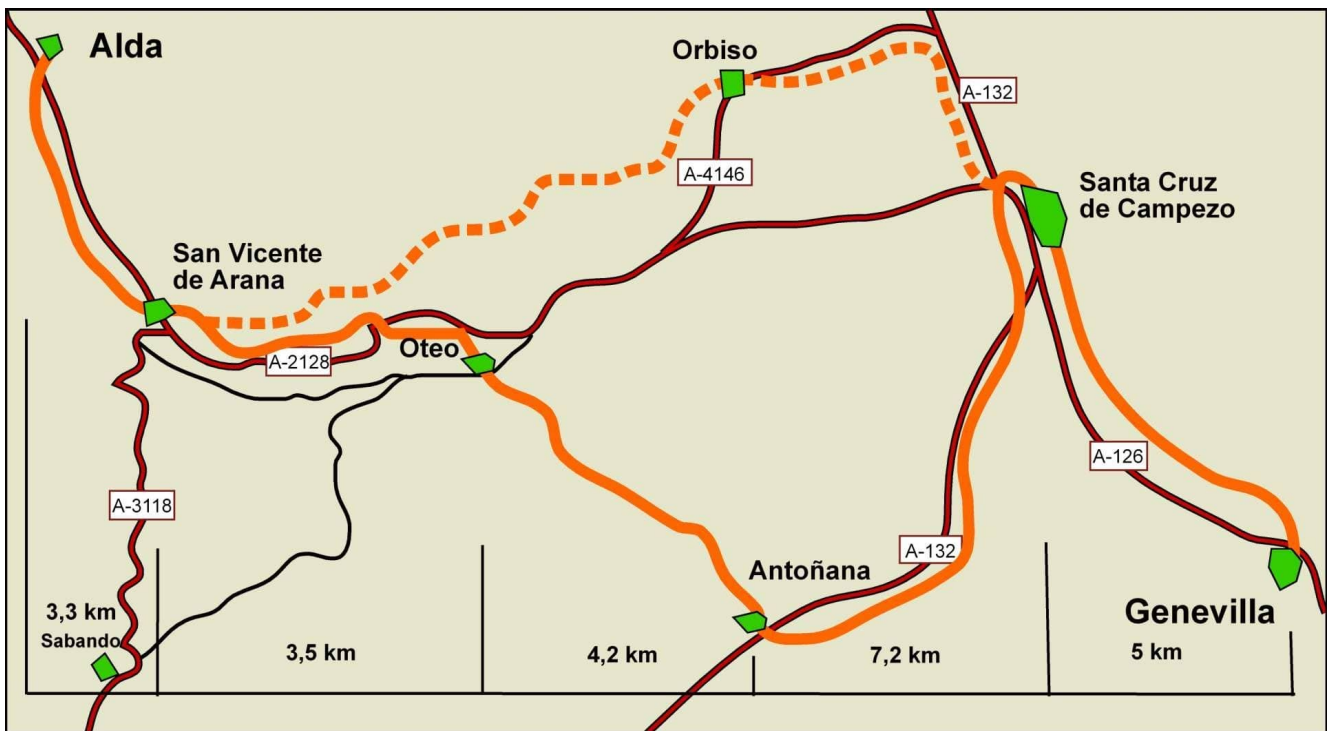 Alda
Orbiso
A-132
A-4146
Santa Cruz
de Campezo
San Vicente
de Arana
Oteo
A-2128
A-126
A-3118
A-132
Antoñana
Genevilla
3,3 km
Sabando
3,5 km
4,2 km
7,2 km
5 km